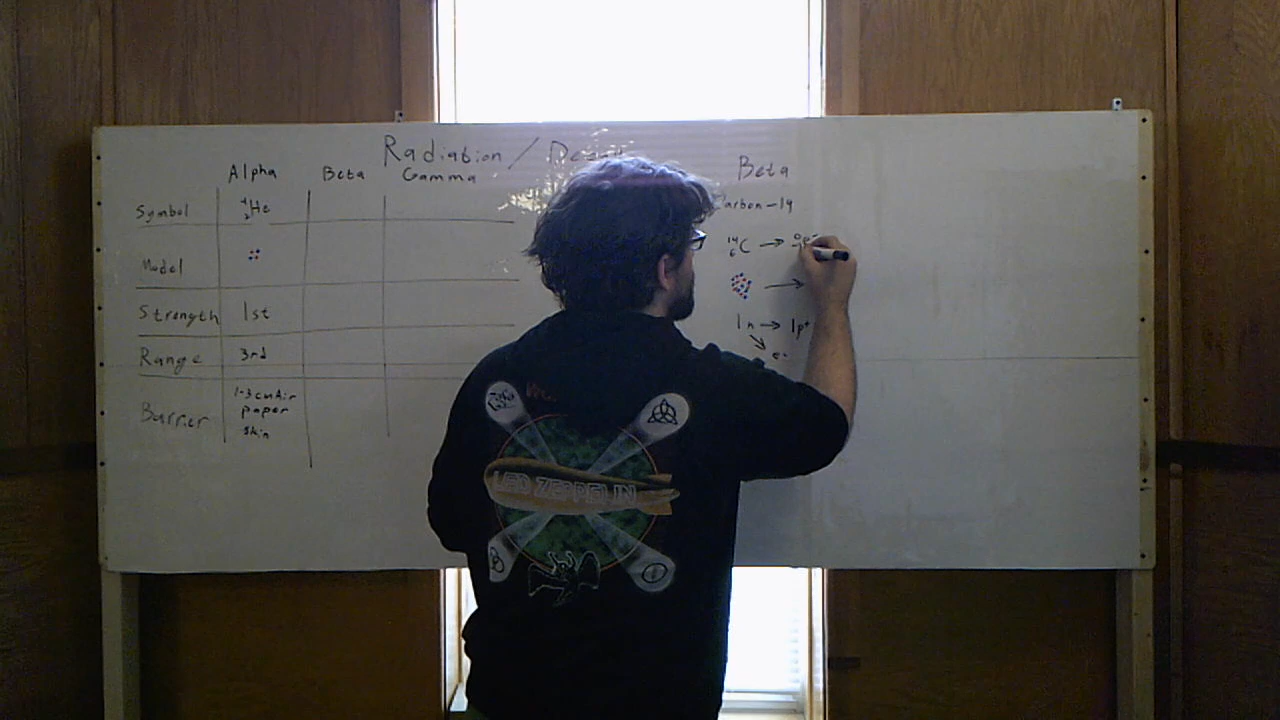 Radiation /
Alpha Beta Gamma
Symbol ⁴₂He
Model
Strength 1st
Range 3rd
Barrier 1-3cm Air
paper
skin
Beta
arbon-14
¹⁴₆C →
→
1n → 1p⁺
↘ e-
LED ZEPPELIN